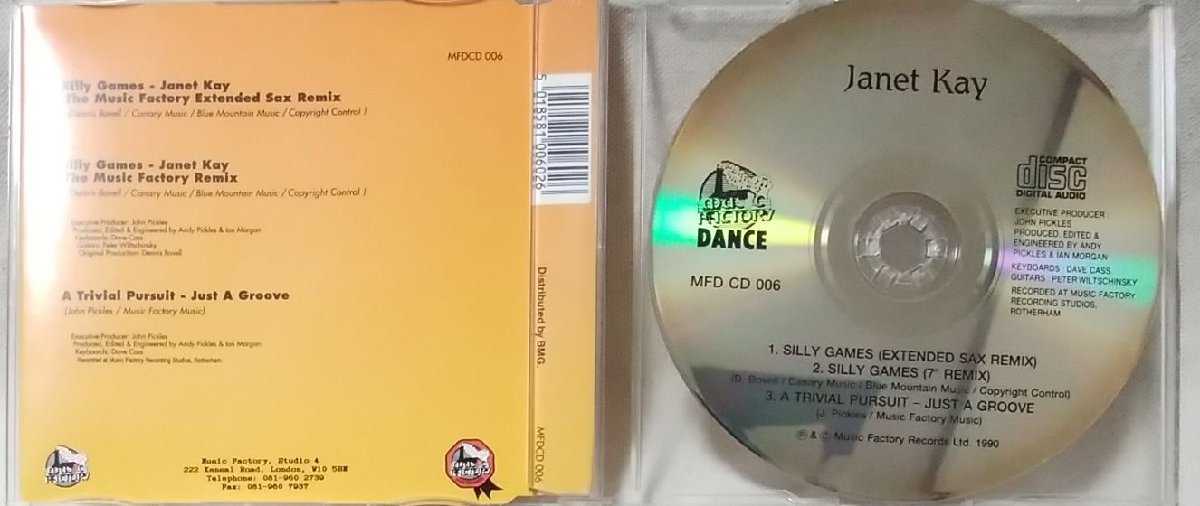 MFDCD 006
Silly Games - Janet Kay
The Music Factory Extended Sax Remix
(Dennis Bovell / Canary Music / Blue Mountain Music / Copyright Control )
Silly Games - Janet Kay
The Music Factory Remix
(Dennis Bovell / Canary Music / Blue Mountain Music / Copyright Control )
Executive Producer: John Pickles
Produced, Edited & Engineered by Andy Pickles & Ian Morgan
Keyboards: Dave Cass
Guitars: Peter Wiltschinsky
Original Production: Dennis Bovell
A Trivial Pursuit - Just A Groove
(John Pickles / Music Factory Music)
Executive Producer: John Pickles
Produced, Edited & Engineered by Andy Pickles & Ian Morgan
Keyboards: Dave Cass
Recorded at Music Factory Recording Studios, Rotherham
Music Factory, Studio 4
222 Kensal Road, London, W10 5BN
Telephone: 081-960 2739
Fax: 081-960 7937
5 018581 006026
Distributed by BMG
MFDCD 006
Janet Kay
MUSIC
FACTORY
DANCE
MFD CD 006
COMPACT
disc
DIGITAL AUDIO
EXECUTIVE PRODUCER :
JOHN PICKLES
PRODUCED, EDITED &
ENGINEERED BY ANDY
PICKLES & IAN MORGAN
KEYBOARDS : DAVE CASS
GUITARS : PETER WILTSCHINSKY
RECORDED AT MUSIC FACTORY
RECORDING STUDIOS,
ROTHERHAM
1. SILLY GAMES (EXTENDED SAX REMIX)
2. SILLY GAMES (7" REMIX)
(D. Bovell / Canary Music / Blue Mountain Music / Copyright Control)
3. A TRIVIAL PURSUIT – JUST A GROOVE
(J. Pickles / Music Factory Music)
℗ & © Music Factory Records Ltd. 1990